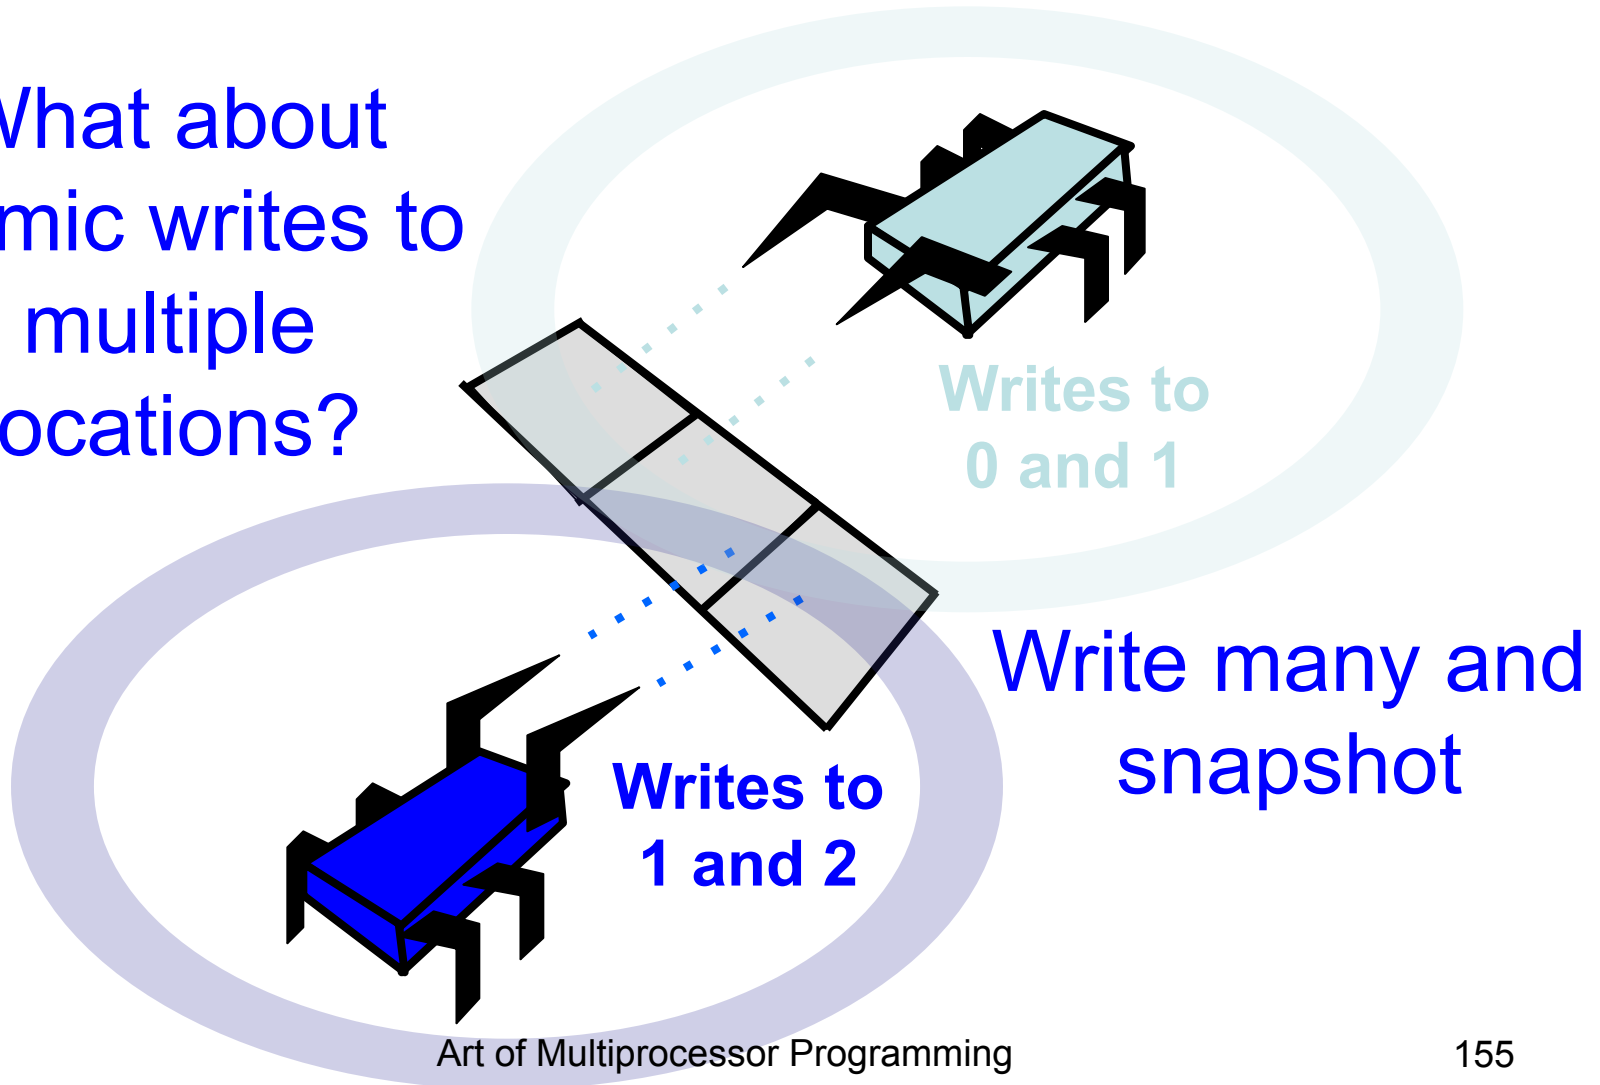 What about
mic writes to
multiple
ocations?
Writes to
0 and 1
Write many and
snapshot
Writes to
1 and 2
Art of Multiprocessor Programming
155